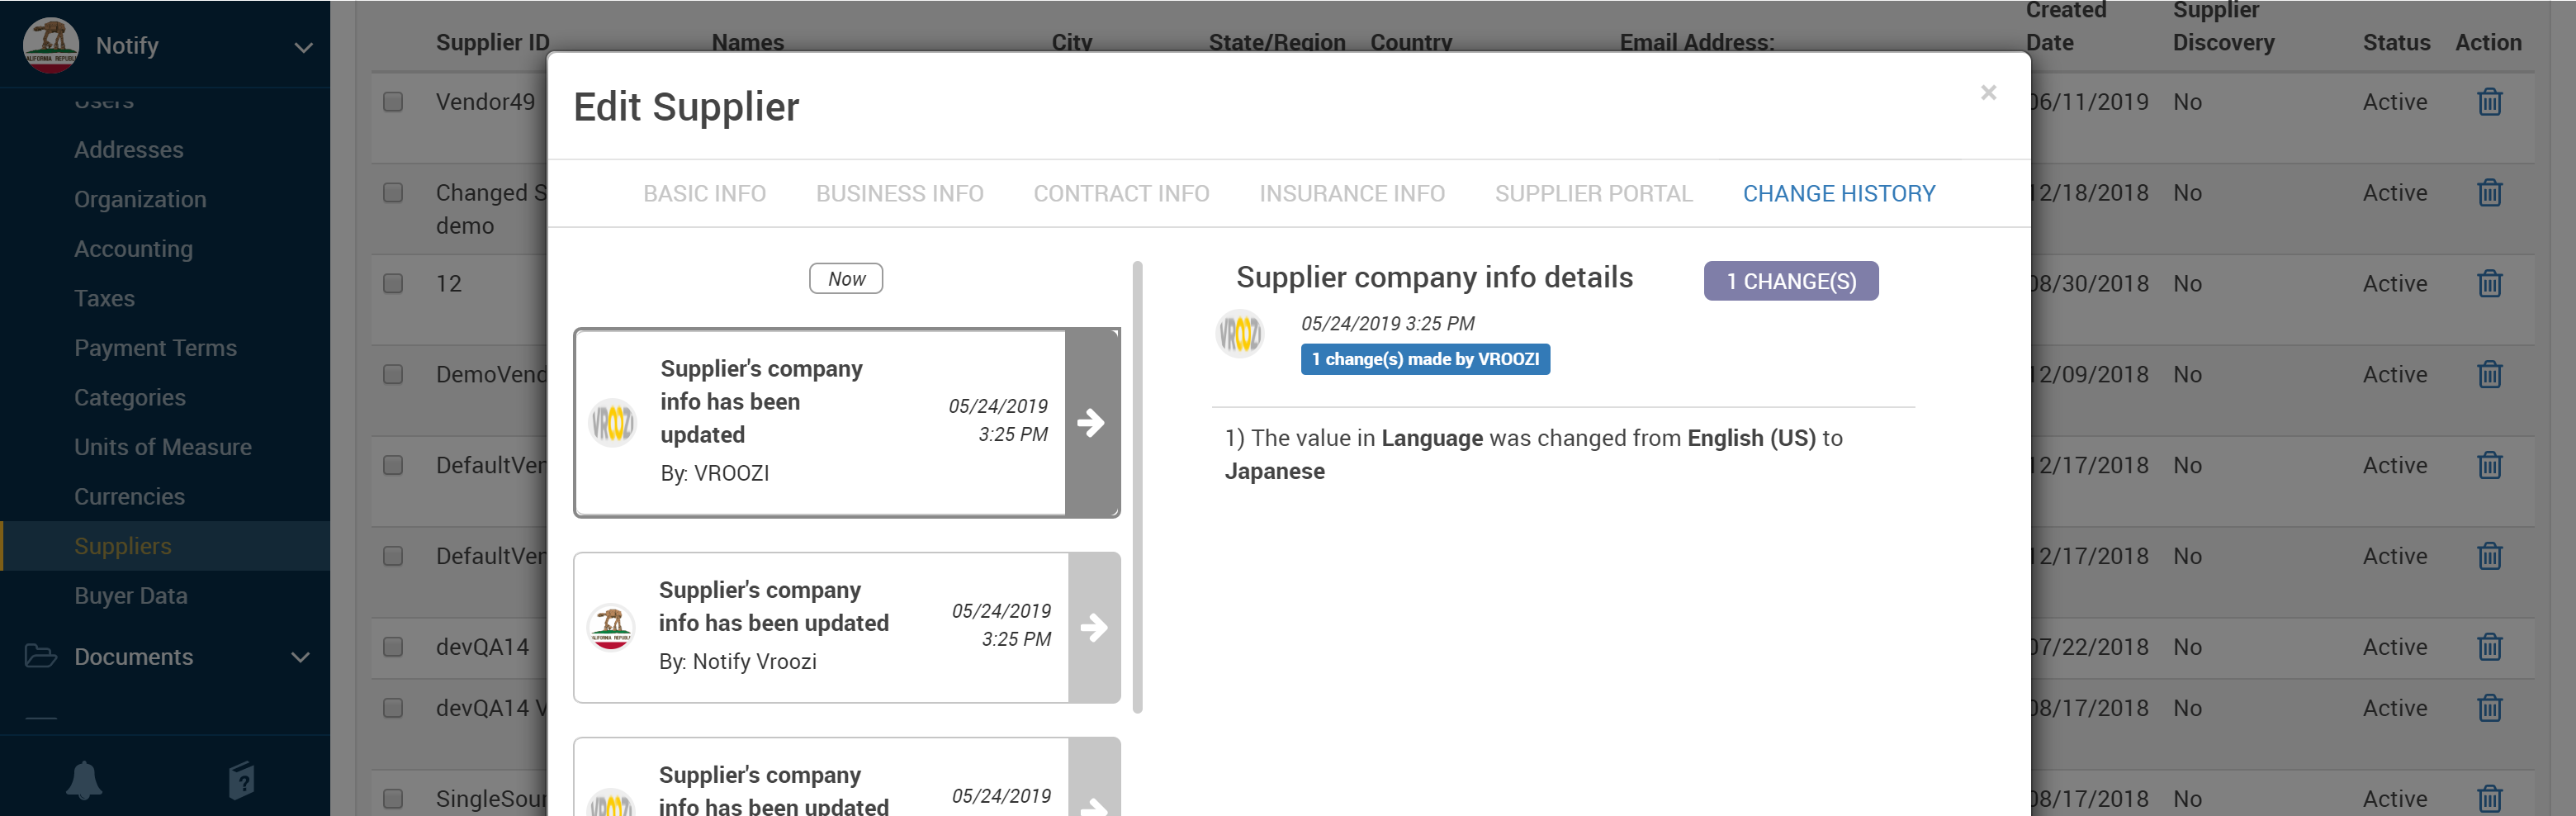 Notify
Users
Addresses
Organization
Accounting
Taxes
Payment Terms
Categories
Units of Measure
Currencies
Suppliers
Buyer Data
Documents
Supplier ID Names City State/Region Country Email Address: Created Date Supplier Discovery Status Action
Vendor49 06/11/2019 No Active
Changed S
demo 12/18/2018 No Active
12 08/30/2018 No Active
DemoVend 12/09/2018 No Active
DefaultVen 12/17/2018 No Active
DefaultVen 12/17/2018 No Active
devQA14 07/22/2018 No Active
devQA14 V 08/17/2018 No Active
SingleSour 08/17/2018 No Active
Edit Supplier ×
BASIC INFO BUSINESS INFO CONTRACT INFO INSURANCE INFO SUPPLIER PORTAL CHANGE HISTORY
Now
VROOZI
Supplier's company
info has been
updated
By: VROOZI
05/24/2019
3:25 PM
CALIFORNIA REPUBLIC
Supplier's company
info has been updated
By: Notify Vroozi
05/24/2019
3:25 PM
VROOZI
Supplier's company
info has been updated
05/24/2019
Supplier company info details 1 CHANGE(S)
VROOZI
05/24/2019 3:25 PM
1 change(s) made by VROOZI
1) The value in Language was changed from English (US) to
Japanese